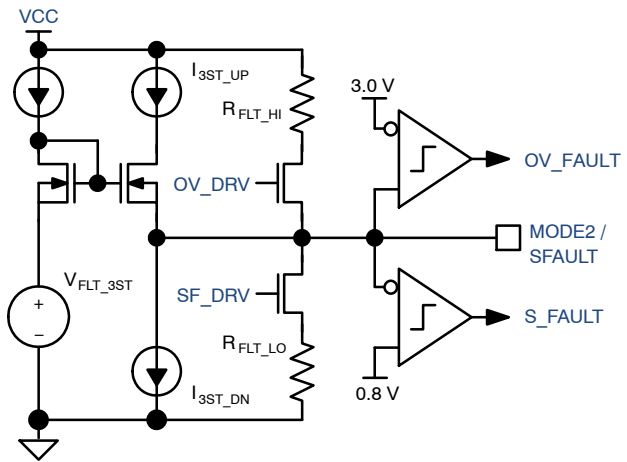 VCC
I3ST_UP
RFLT_HI
3.0 V
OV_FAULT
OV_DRV
MODE2 /
SFAULT
VFLT_3ST
+
−
SF_DRV
S_FAULT
RFLT_LO
I3ST_DN
0.8 V